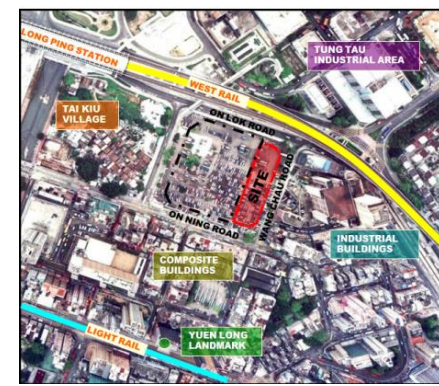 LONG PING STATION
TUNG TAU
INDUSTRIAL AREA
WEST RAIL
TAI KIU
VILLAGE
ON LOK ROAD
SITE
WANG CHAU ROAD
ON NING ROAD
INDUSTRIAL
BUILDINGS
COMPOSITE
BUILDINGS
LIGHT RAIL
YUEN LONG
LANDMARK